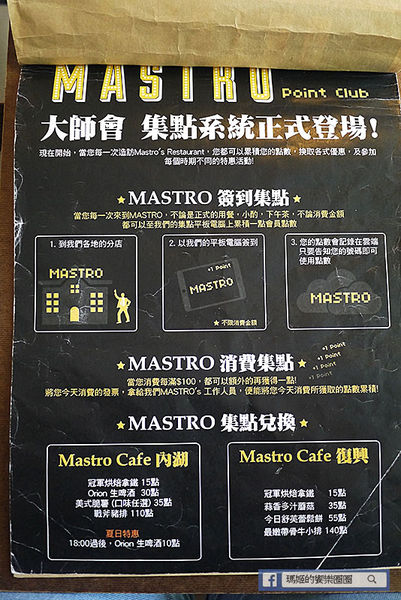 MASTRO Point Club
大師會 集點系統正式登場!
現在開始,當您每一次造訪Mastro's Restaurant,您都可以累積您的點數,換取各式優惠,及參加
每個時期不同的特惠活動!
★MASTRO 簽到集點★
當您每一次來到MASTRO,不論是正式的用餐,小酌,下午茶,不論消費金額
都可以至我們的集點平板電腦上累積一點會員點數
1. 到我們各地的分店
MASTRO
2. 以我們的平板電腦簽到
+1 Point
MASTRO
★不限消費金額
3. 您的點數會記錄在雲端
只要告知您的號碼即可
使用點數
MASTRO
★MASTRO 消費集點★
+1 Point
+1 Point
+1 Point
+1 Point
當您消費每滿$100,都可以額外的再獲得一點!
將您今天消費的發票,拿給我們MASTRO's 工作人員,便能將您今天消費所獲取的點數累積!
★MASTRO 集點兌換★
Mastro Cafe 內湖
冠軍烘焙拿鐵 15點
Orion 生啤酒 30點
美式脆薯 (口味任選) 35點
戰斧豬排 110點
夏日特惠
18:00過後,Orion 生啤酒10點
Mastro Cafe 復興
冠軍烘焙拿鐵 15點
蒜香多汁蘑菇 35點
今日舒芙蕾鬆餅 55點
最嫩帶骨牛小排 140點
瑪姬的饗樂圈圈